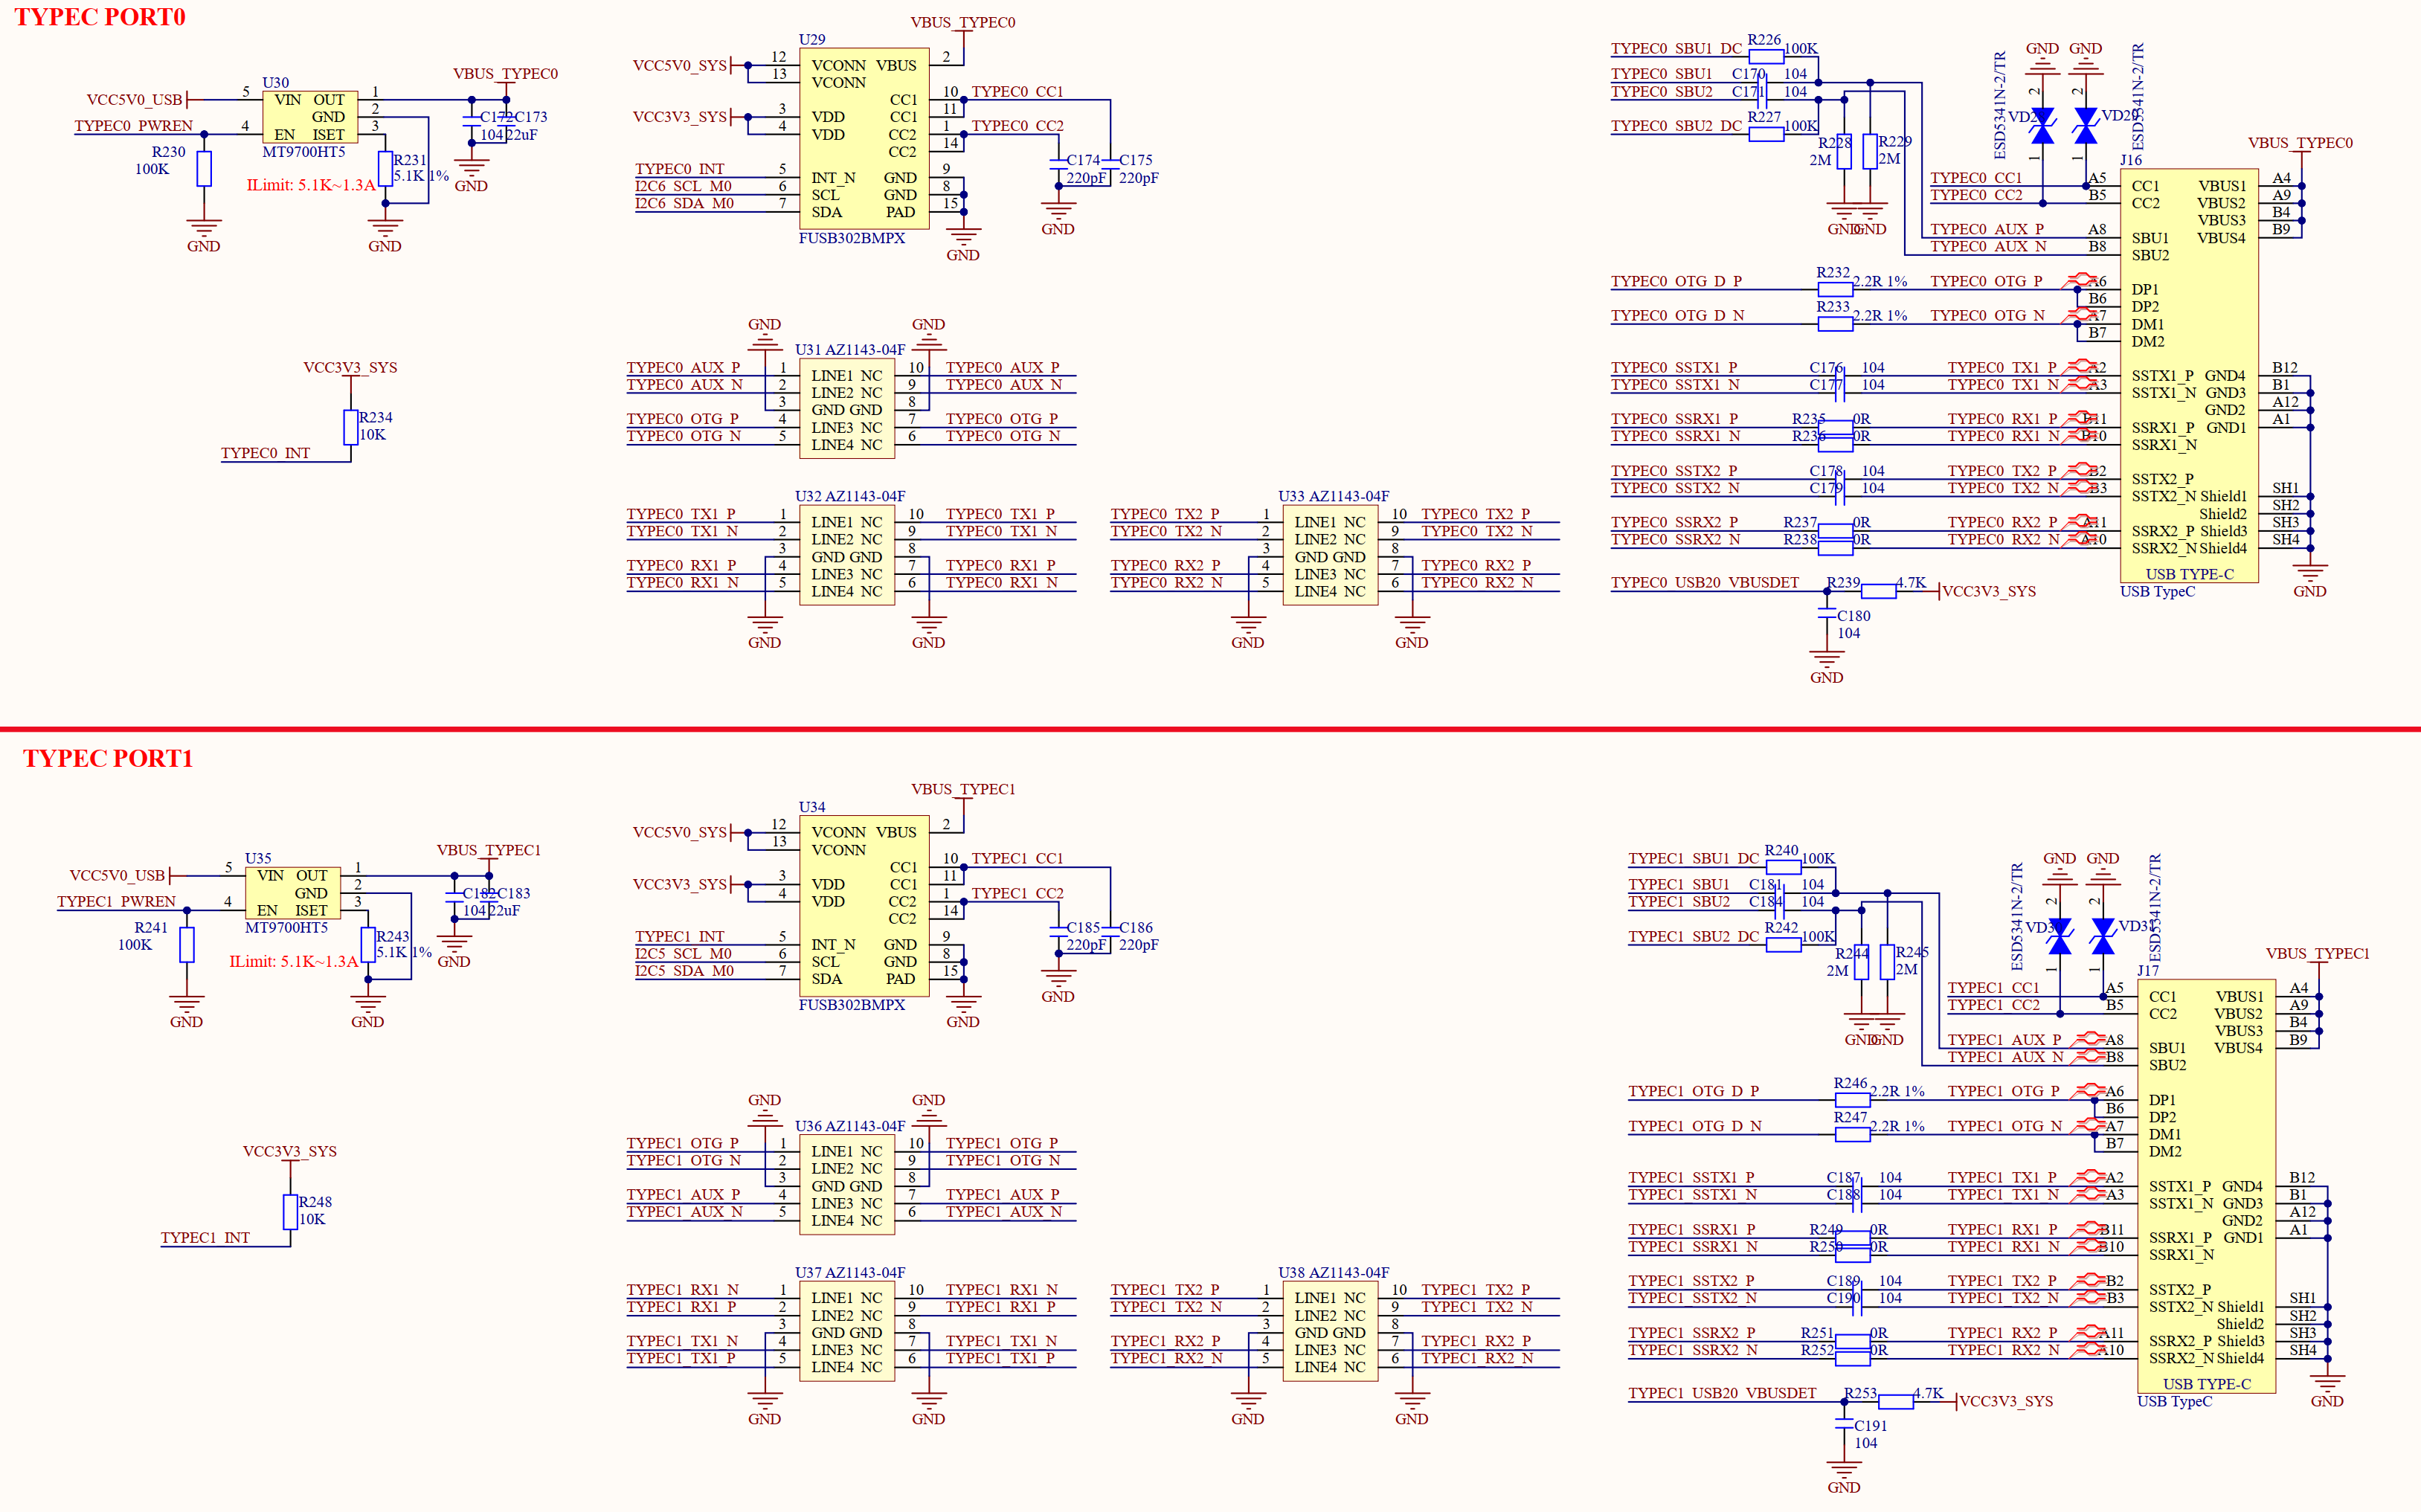 TYPEC PORT0
U30
VBUS_TYPEC0
VCC5V0_USB
5 VIN OUT 1
GND 2
TYPEC0_PWREN
4 EN ISET 3
MT9700HT5
C172 C173
104 22uF
GND
R230
100K
R231
5.1K 1%
ILimit: 5.1K~1.3A
GND
GND
VCC3V3_SYS
R234
10K
TYPEC0_INT
VBUS_TYPEC0
U29
VCC5V0_SYS
12 VCONN VBUS 2
13 VCONN
CC1 10 TYPEC0_CC1
VCC3V3_SYS
3 VDD CC1 11
4 VDD CC2 1 TYPEC0_CC2
CC2 14
TYPEC0_INT 5 INT_N GND 9
I2C6_SCL_M0 6 SCL GND 8
I2C6_SDA_M0 7 SDA PAD 15
FUSB302BMPX
GND
C174 C175
220pF 220pF
GND
GND GND
U31 AZ1143-04F
TYPEC0_AUX_P 1 LINE1 NC 10 TYPEC0_AUX_P
TYPEC0_AUX_N 2 LINE2 NC 9 TYPEC0_AUX_N
3 GND GND 8
TYPEC0_OTG_P 4 LINE3 NC 7 TYPEC0_OTG_P
TYPEC0_OTG_N 5 LINE4 NC 6 TYPEC0_OTG_N
U32 AZ1143-04F
TYPEC0_TX1_P 1 LINE1 NC 10 TYPEC0_TX1_P
TYPEC0_TX1_N 2 LINE2 NC 9 TYPEC0_TX1_N
3 GND GND 8
TYPEC0_RX1_P 4 LINE3 NC 7 TYPEC0_RX1_P
TYPEC0_RX1_N 5 LINE4 NC 6 TYPEC0_RX1_N
GND GND
U33 AZ1143-04F
TYPEC0_TX2_P 1 LINE1 NC 10 TYPEC0_TX2_P
TYPEC0_TX2_N 2 LINE2 NC 9 TYPEC0_TX2_N
3 GND GND 8
TYPEC0_RX2_P 4 LINE3 NC 7 TYPEC0_RX2_P
TYPEC0_RX2_N 5 LINE4 NC 6 TYPEC0_RX2_N
GND GND
TYPEC0_SBU1_DC R226 100K
TYPEC0_SBU1 C170 104
TYPEC0_SBU2 C171 104
TYPEC0_SBU2_DC R227 100K
R228 R229
2M 2M
GND GND
GND GND
ESD5341N-2/TR
ESD5341N-2/TR
2 2
1 1
J16
VBUS_TYPEC0
TYPEC0_CC1 A5 CC1 VBUS1 A4
TYPEC0_CC2 B5 CC2 VBUS2 A9
VBUS3 B4
TYPEC0_AUX_P A8 SBU1 VBUS4 B9
TYPEC0_AUX_N B8 SBU2
TYPEC0_OTG_D_P R232 2.2R 1% TYPEC0_OTG_P A6 DP1
B6 DP2
TYPEC0_OTG_D_N R233 2.2R 1% TYPEC0_OTG_N A7 DM1
B7 DM2
TYPEC0_SSTX1_P C176 104 TYPEC0_TX1_P A2 SSTX1_P GND4 B12
TYPEC0_SSTX1_N C177 104 TYPEC0_TX1_N A3 SSTX1_N GND3 B1
GND2 A12
TYPEC0_SSRX1_P R235 0R TYPEC0_RX1_P B11 SSRX1_P GND1 A1
TYPEC0_SSRX1_N R236 0R TYPEC0_RX1_N B10 SSRX1_N
TYPEC0_SSTX2_P C178 104 TYPEC0_TX2_P B2 SSTX2_P
TYPEC0_SSTX2_N C179 104 TYPEC0_TX2_N B3 SSTX2_N Shield1 SH1
Shield2 SH2
TYPEC0_SSRX2_P R237 0R TYPEC0_RX2_P A11 SSRX2_P Shield3 SH3
TYPEC0_SSRX2_N R238 0R TYPEC0_RX2_N A10 SSRX2_N Shield4 SH4
USB TYPE-C
USB TypeC
GND
TYPEC0_USB20_VBUSDET R239 4.7K VCC3V3_SYS
C180
104
GND
TYPEC PORT1
U35
VBUS_TYPEC1
VCC5V0_USB
5 VIN OUT 1
GND 2
TYPEC1_PWREN
4 EN ISET 3
MT9700HT5
C182 C183
104 22uF
GND
R241
100K
R243
5.1K 1%
ILimit: 5.1K~1.3A
GND
GND
VCC3V3_SYS
R248
10K
TYPEC1_INT
VBUS_TYPEC1
U34
VCC5V0_SYS
12 VCONN VBUS 2
13 VCONN
CC1 10 TYPEC1_CC1
VCC3V3_SYS
3 VDD CC1 11
4 VDD CC2 1 TYPEC1_CC2
CC2 14
TYPEC1_INT 5 INT_N GND 9
I2C5_SCL_M0 6 SCL GND 8
I2C5_SDA_M0 7 SDA PAD 15
FUSB302BMPX
GND
C185 C186
220pF 220pF
GND
GND GND
U36 AZ1143-04F
TYPEC1_OTG_P 1 LINE1 NC 10 TYPEC1_OTG_P
TYPEC1_OTG_N 2 LINE2 NC 9 TYPEC1_OTG_N
3 GND GND 8
TYPEC1_AUX_P 4 LINE3 NC 7 TYPEC1_AUX_P
TYPEC1_AUX_N 5 LINE4 NC 6 TYPEC1_AUX_N
U37 AZ1143-04F
TYPEC1_RX1_N 1 LINE1 NC 10 TYPEC1_RX1_N
TYPEC1_RX1_P 2 LINE2 NC 9 TYPEC1_RX1_P
3 GND GND 8
TYPEC1_TX1_N 4 LINE3 NC 7 TYPEC1_TX1_N
TYPEC1_TX1_P 5 LINE4 NC 6 TYPEC1_TX1_P
GND GND
U38 AZ1143-04F
TYPEC1_TX2_P 1 LINE1 NC 10 TYPEC1_TX2_P
TYPEC1_TX2_N 2 LINE2 NC 9 TYPEC1_TX2_N
3 GND GND 8
TYPEC1_RX2_P 4 LINE3 NC 7 TYPEC1_RX2_P
TYPEC1_RX2_N 5 LINE4 NC 6 TYPEC1_RX2_N
GND GND
TYPEC1_SBU1_DC R240 100K
TYPEC1_SBU1 C181 104
TYPEC1_SBU2 C184 104
TYPEC1_SBU2_DC R242 100K
R244 R245
2M 2M
GND GND
GND GND
ESD5341N-2/TR
ESD5341N-2/TR
2 2
1 1
J17
VBUS_TYPEC1
TYPEC1_CC1 A5 CC1 VBUS1 A4
TYPEC1_CC2 B5 CC2 VBUS2 A9
VBUS3 B4
TYPEC1_AUX_P A8 SBU1 VBUS4 B9
TYPEC1_AUX_N B8 SBU2
TYPEC1_OTG_D_P R246 2.2R 1% TYPEC1_OTG_P A6 DP1
B6 DP2
TYPEC1_OTG_D_N R247 2.2R 1% TYPEC1_OTG_N A7 DM1
B7 DM2
TYPEC1_SSTX1_P C187 104 TYPEC1_TX1_P A2 SSTX1_P GND4 B12
TYPEC1_SSTX1_N C188 104 TYPEC1_TX1_N A3 SSTX1_N GND3 B1
GND2 A12
TYPEC1_SSRX1_P R249 0R TYPEC1_RX1_P B11 SSRX1_P GND1 A1
TYPEC1_SSRX1_N R250 0R TYPEC1_RX1_N B10 SSRX1_N
TYPEC1_SSTX2_P C189 104 TYPEC1_TX2_P B2 SSTX2_P
TYPEC1_SSTX2_N C190 104 TYPEC1_TX2_N B3 SSTX2_N Shield1 SH1
Shield2 SH2
TYPEC1_SSRX2_P R251 0R TYPEC1_RX2_P A11 SSRX2_P Shield3 SH3
TYPEC1_SSRX2_N R252 0R TYPEC1_RX2_N A10 SSRX2_N Shield4 SH4
USB TYPE-C
USB TypeC
GND
TYPEC1_USB20_VBUSDET R253 4.7K VCC3V3_SYS
C191
104
GND